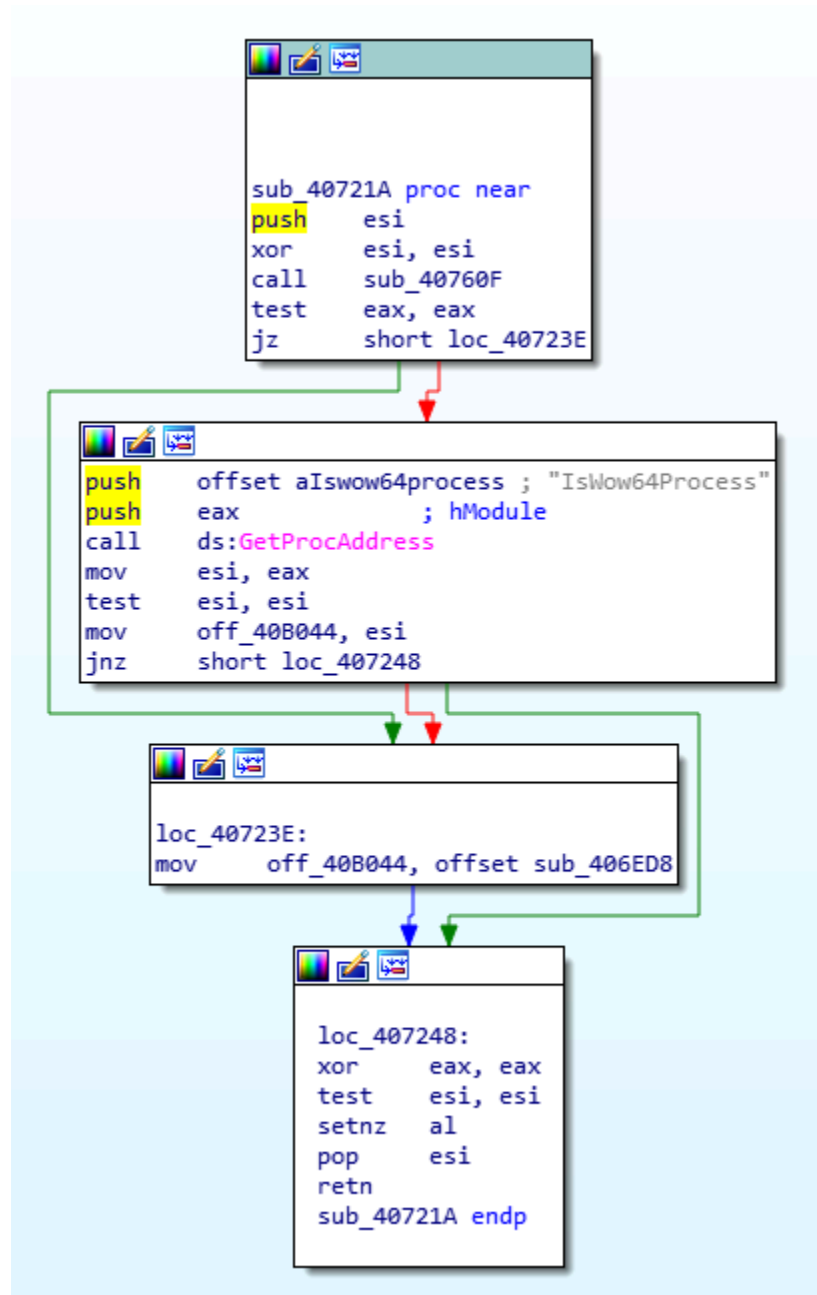 sub_40721A proc near
push    esi
xor     esi, esi
call    sub_40760F
test    eax, eax
jz      short loc_40723E
push    offset aIswow64process ; "IsWow64Process"
push    eax             ; hModule
call    ds:GetProcAddress
mov     esi, eax
test    esi, esi
mov     off_40B044, esi
jnz     short loc_407248
loc_40723E:
mov     off_40B044, offset sub_406ED8
loc_407248:
xor     eax, eax
test    esi, esi
setnz   al
pop     esi
retn
sub_40721A endp